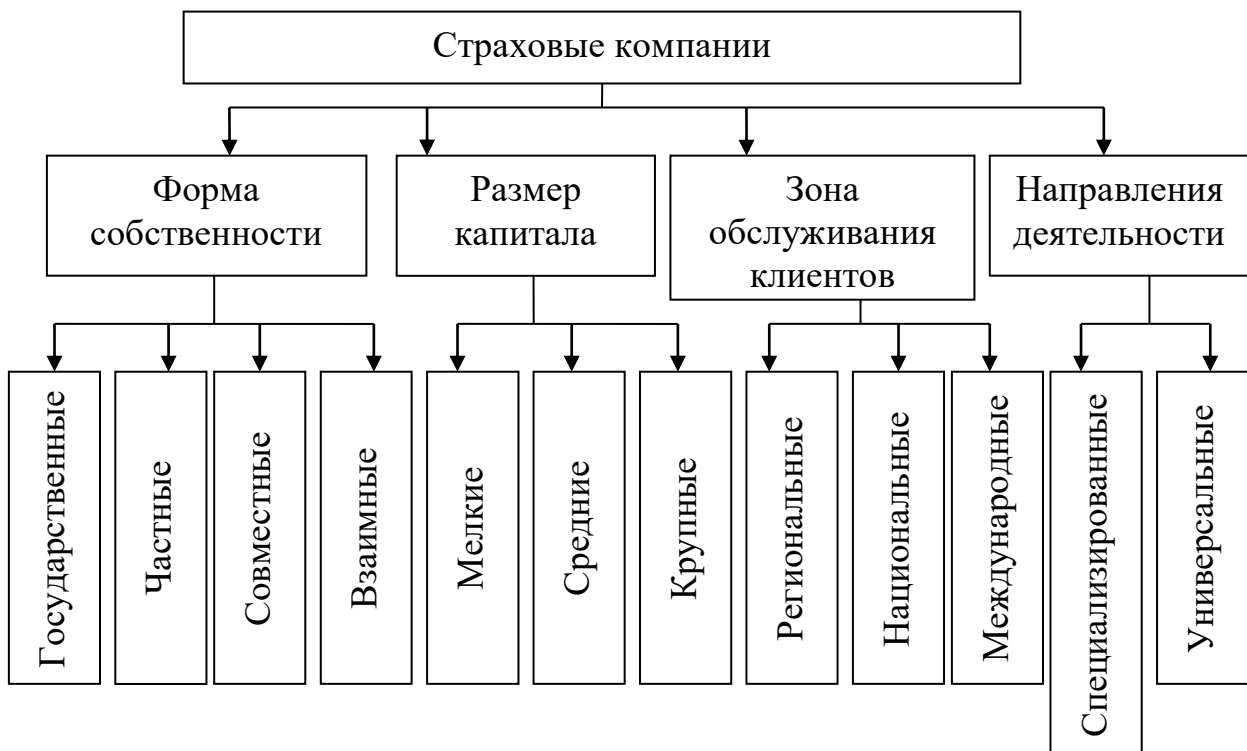 Страховые компании
Форма
собственности
Размер
капитала
Зона
обслуживания
клиентов
Направления
деятельности
Государственные
Частные
Совместные
Взаимные
Мелкие
Средние
Крупные
Региональные
Национальные
Международные
Специализированные
Универсальные